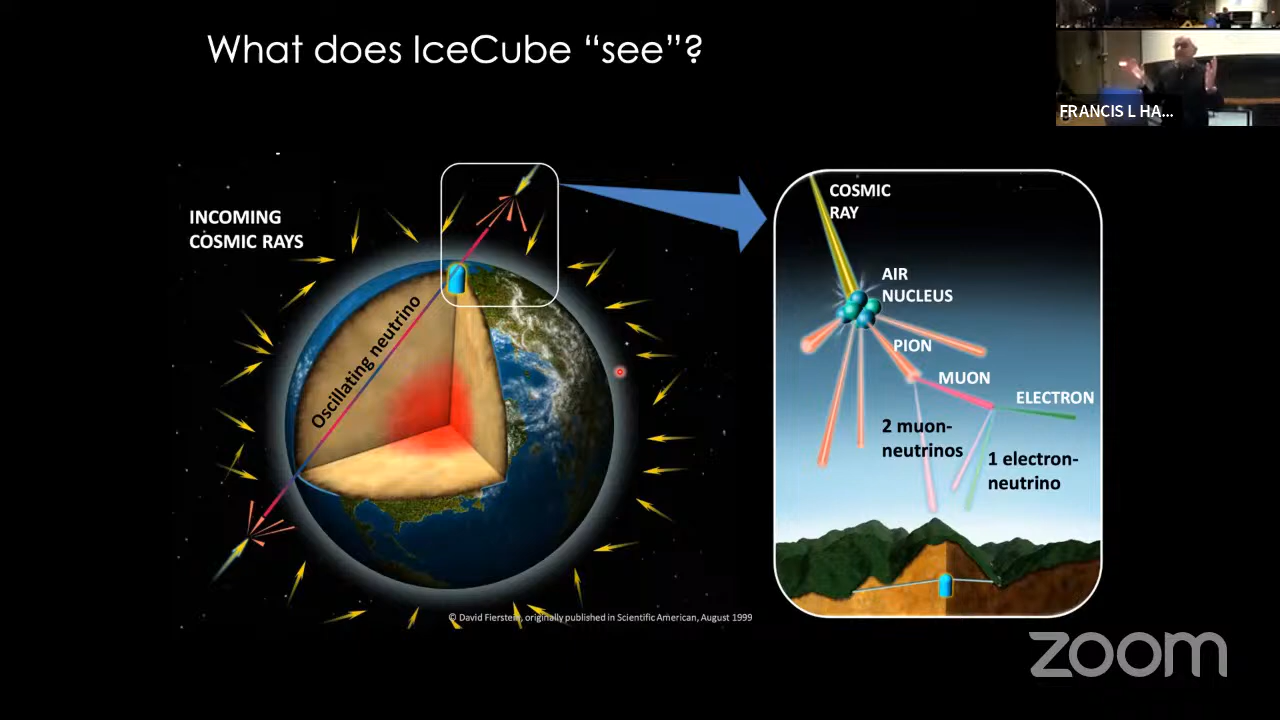 What does IceCube “see”?
FRANCIS L HA...
INCOMING
COSMIC RAYS
Oscillating neutrino
COSMIC
RAY
AIR
NUCLEUS
PION
MUON
ELECTRON
2 muon-
neutrinos
1 electron-
neutrino
© David Fierstein, originally published in Scientific American, August 1999
zoom